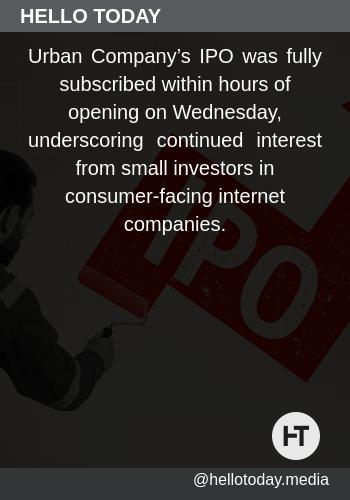 HELLO TODAY
Urban Company’s IPO was fully
subscribed within hours of
opening on Wednesday,
underscoring continued interest
from small investors in
consumer-facing internet
companies.
IPO
HT
@hellotoday.media